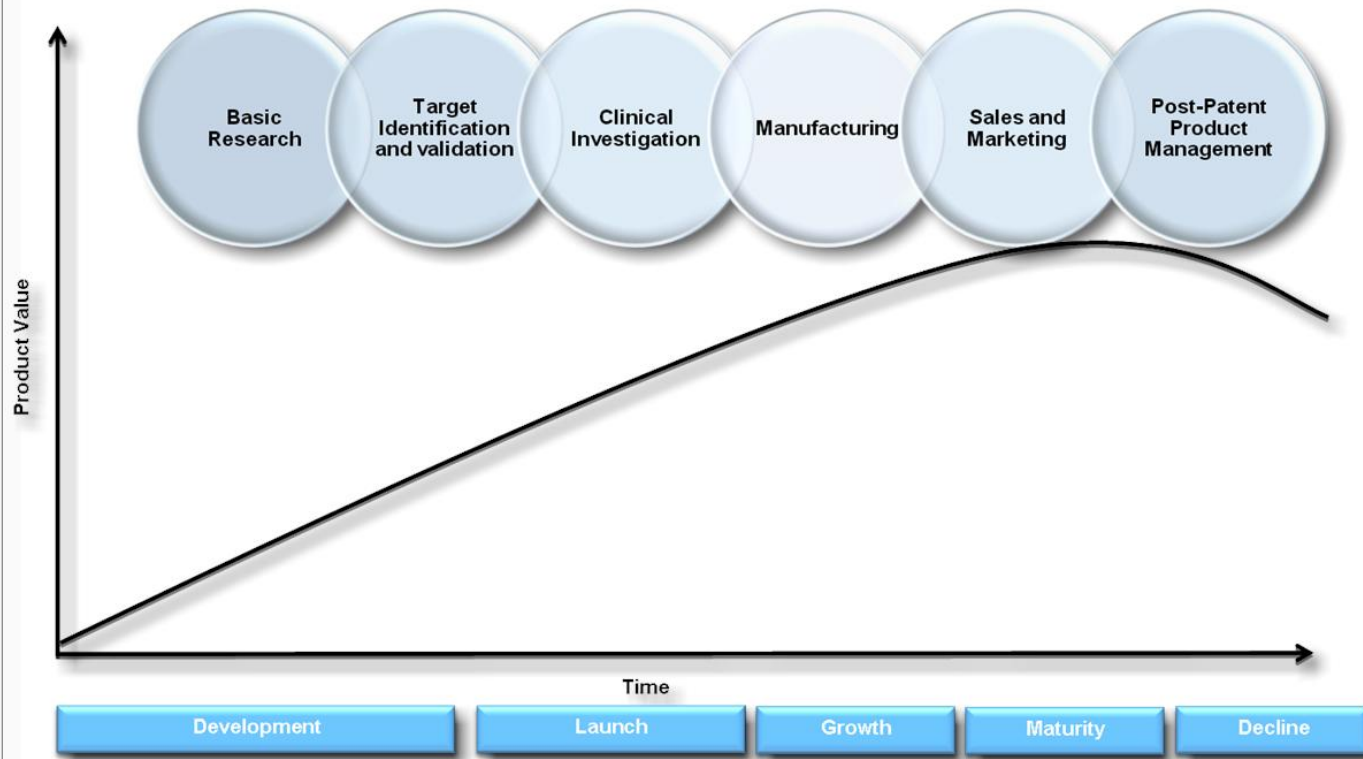 Basic
Research
Target
Identification
and validation
Clinical
Investigation
Manufacturing
Sales and
Marketing
Post-Patent
Product
Management
Product Value
Time
Development
Launch
Growth
Maturity
Decline